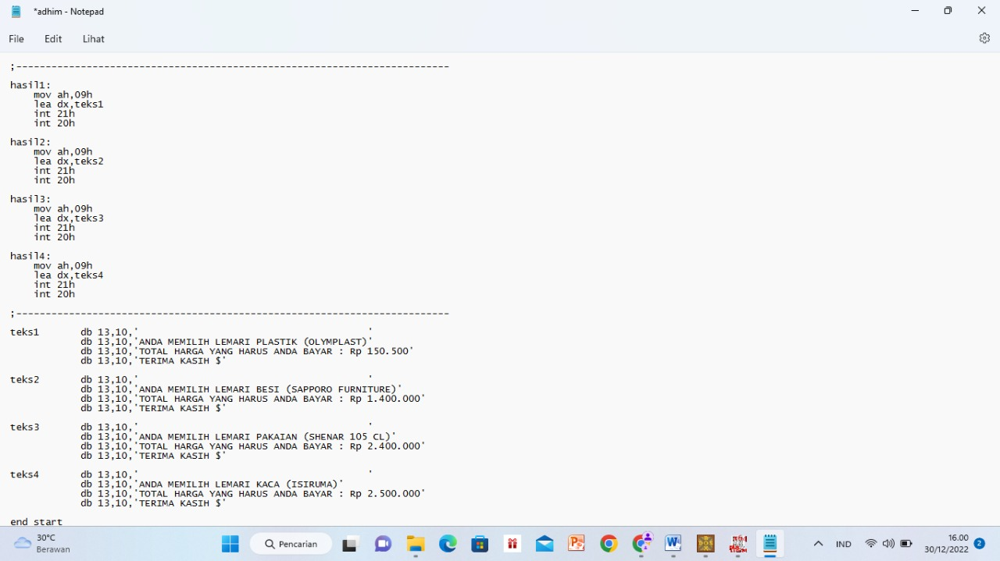 *adhim - Notepad
File Edit Lihat
;--------------------------------------------------------------------------
hasil1:
mov ah,09h
lea dx,teks1
int 21h
int 20h
hasil2:
mov ah,09h
lea dx,teks2
int 21h
int 20h
hasil3:
mov ah,09h
lea dx,teks3
int 21h
int 20h
hasil4:
mov ah,09h
lea dx,teks4
int 21h
int 20h
;--------------------------------------------------------------------------
teks1 db 13,10,' '
db 13,10,'ANDA MEMILIH LEMARI PLASTIK (OLYMPLAST)'
db 13,10,'TOTAL HARGA YANG HARUS ANDA BAYAR : Rp 150.500'
db 13,10,'TERIMA KASIH $'
teks2 db 13,10,' '
db 13,10,'ANDA MEMILIH LEMARI BESI (SAPPORO FURNITURE)'
db 13,10,'TOTAL HARGA YANG HARUS ANDA BAYAR : Rp 1.400.000'
db 13,10,'TERIMA KASIH $'
teks3 db 13,10,' '
db 13,10,'ANDA MEMILIH LEMARI PAKAIAN (SHENAR 105 CL)'
db 13,10,'TOTAL HARGA YANG HARUS ANDA BAYAR : Rp 2.400.000'
db 13,10,'TERIMA KASIH $'
teks4 db 13,10,' '
db 13,10,'ANDA MEMILIH LEMARI KACA (ISIRUMA)'
db 13,10,'TOTAL HARGA YANG HARUS ANDA BAYAR : Rp 2.500.000'
db 13,10,'TERIMA KASIH $'
end start
30°C
Berawan
Pencarian
IND
16.00
30/12/2022
2